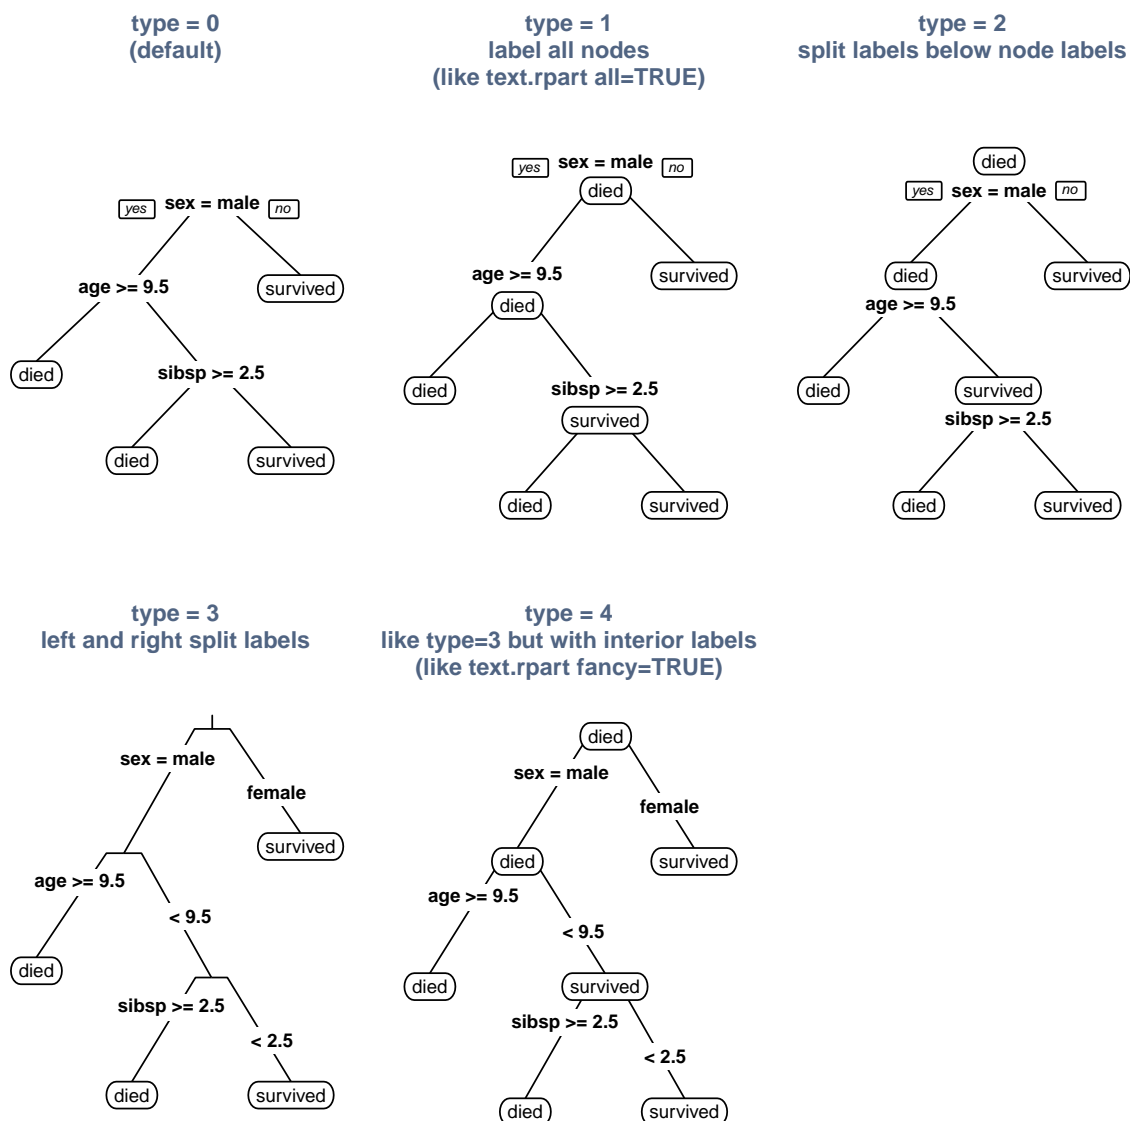 type = 0
(default)
yes sex = male no
age >= 9.5
survived
died
sibsp >= 2.5
died
survived
type = 1
label all nodes
(like text.rpart all=TRUE)
yes sex = male no
died
age >= 9.5
survived
died
died
sibsp >= 2.5
survived
died
survived
type = 2
split labels below node labels
died
yes sex = male no
died
survived
age >= 9.5
died
survived
sibsp >= 2.5
died
survived
type = 3
left and right split labels
sex = male
female
survived
age >= 9.5
< 9.5
died
sibsp >= 2.5
< 2.5
died
survived
type = 4
like type=3 but with interior labels
(like text.rpart fancy=TRUE)
died
sex = male
female
died
survived
age >= 9.5
< 9.5
died
survived
sibsp >= 2.5
< 2.5
died
survived